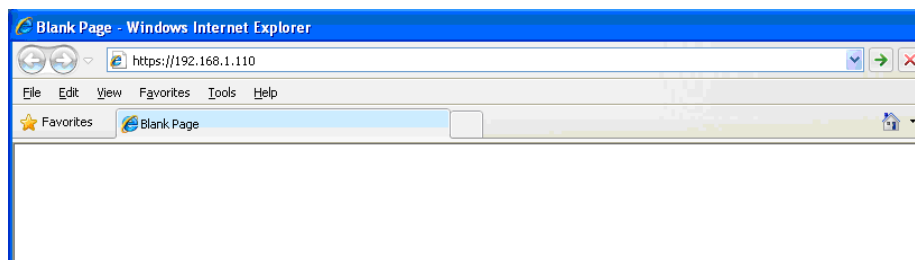 Blank Page - Windows Internet Explorer
https://192.168.1.110
File Edit View Favorites Tools Help
Favorites Blank Page